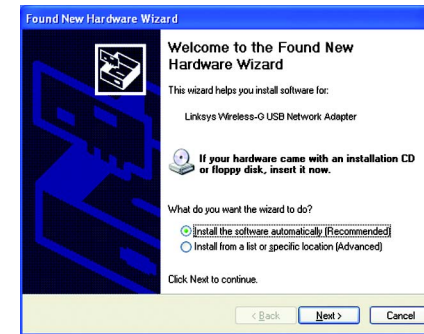 Found New Hardware Wizard
Welcome to the Found New
Hardware Wizard
This wizard helps you install software for:
Linksys Wireless-G USB Network Adapter
If your hardware came with an installation CD
or floppy disk, insert it now.
What do you want the wizard to do?
Install the software automatically (Recommended)
Install from a list or specific location (Advanced)
Click Next to continue.
< Back Next > Cancel